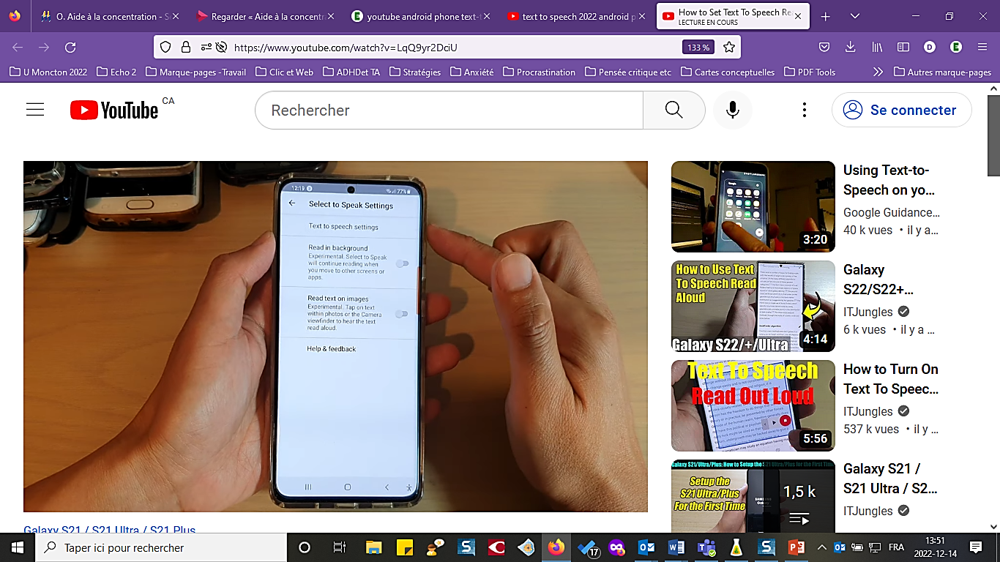 O. Aide à la concentration - S
Regarder « Aide à la concentr
youtube android phone text-t
text to speech 2022 android p
How to Set Text To Speech Re
LECTURE EN COURS
https://www.youtube.com/watch?v=LqQ9yr2DciU
133 %
U Moncton 2022
Echo 2
Marque-pages -Travail
Clic et Web
ADHDet TA
Stratégies
Anxiété
Procrastination
Pensée critique etc
Cartes conceptuelles
PDF Tools
Autres marque-pages
YouTube CA
Rechercher
Se connecter
12:19
77%
Select to Speak Settings
Text to speech settings
Read in background
Experimental. Select to Speak
will continue reading when
you move to other screens or
apps.
Read text on images
Experimental. Tap on text
within photos or the Camera
viewfinder to hear the text
read aloud.
Help & feedback
Galaxy S21 / S21 Ultra / S21 Plus
3:20
Using Text-to-
Speech on yo...
Google Guidance...
40 k vues • il y a...
How to Use Text
To Speech Read
Aloud
Galaxy S22/+/Ultra
4:14
Galaxy
S22/S22+...
ITJungles
6 k vues • il y a ...
Text To Speech
Read Out Loud
5:56
How to Turn On
Text To Speec...
ITJungles
537 k vues • il y ...
Galaxy S21/Ultra/Plus: How to Setup the S21 Ultra/Plus for the First Time
Setup the
S21 Ultra/Plus
For the First Time
1,5 k
Galaxy S21 /
S21 Ultra / S2...
ITJungles
Taper ici pour rechercher
17
FRA
13:51
2022-12-14